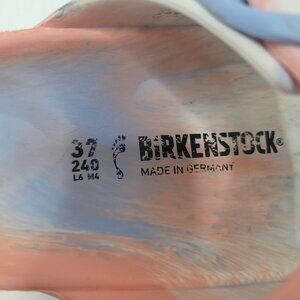 37
240
L6 M4
BIRKENSTOCK®
MADE IN GERMANY